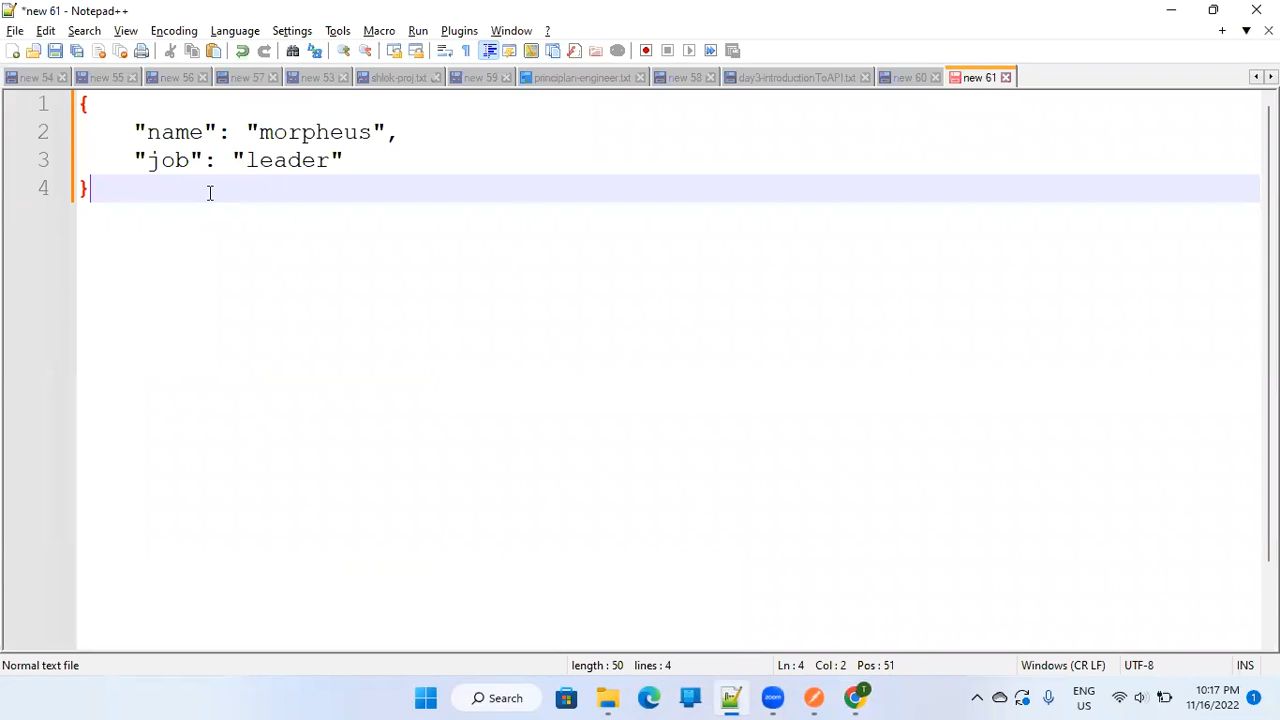 *new 61 - Notepad++
File Edit Search View Encoding Language Settings Tools Macro Run Plugins Window ?
new 54 new 55 new 56 new 57 new 53 shlok-proj.txt new 59 principlan-engineer.txt new 58 day3-introductionToAPI.txt new 60 new 61
1 {
2 "name": "morpheus",
3 "job": "leader"
4 }
Normal text file length : 50 lines : 4 Ln : 4 Col : 2 Pos : 51 Windows (CR LF) UTF-8 INS
Search ENG 10:17 PM
US 11/16/2022 1